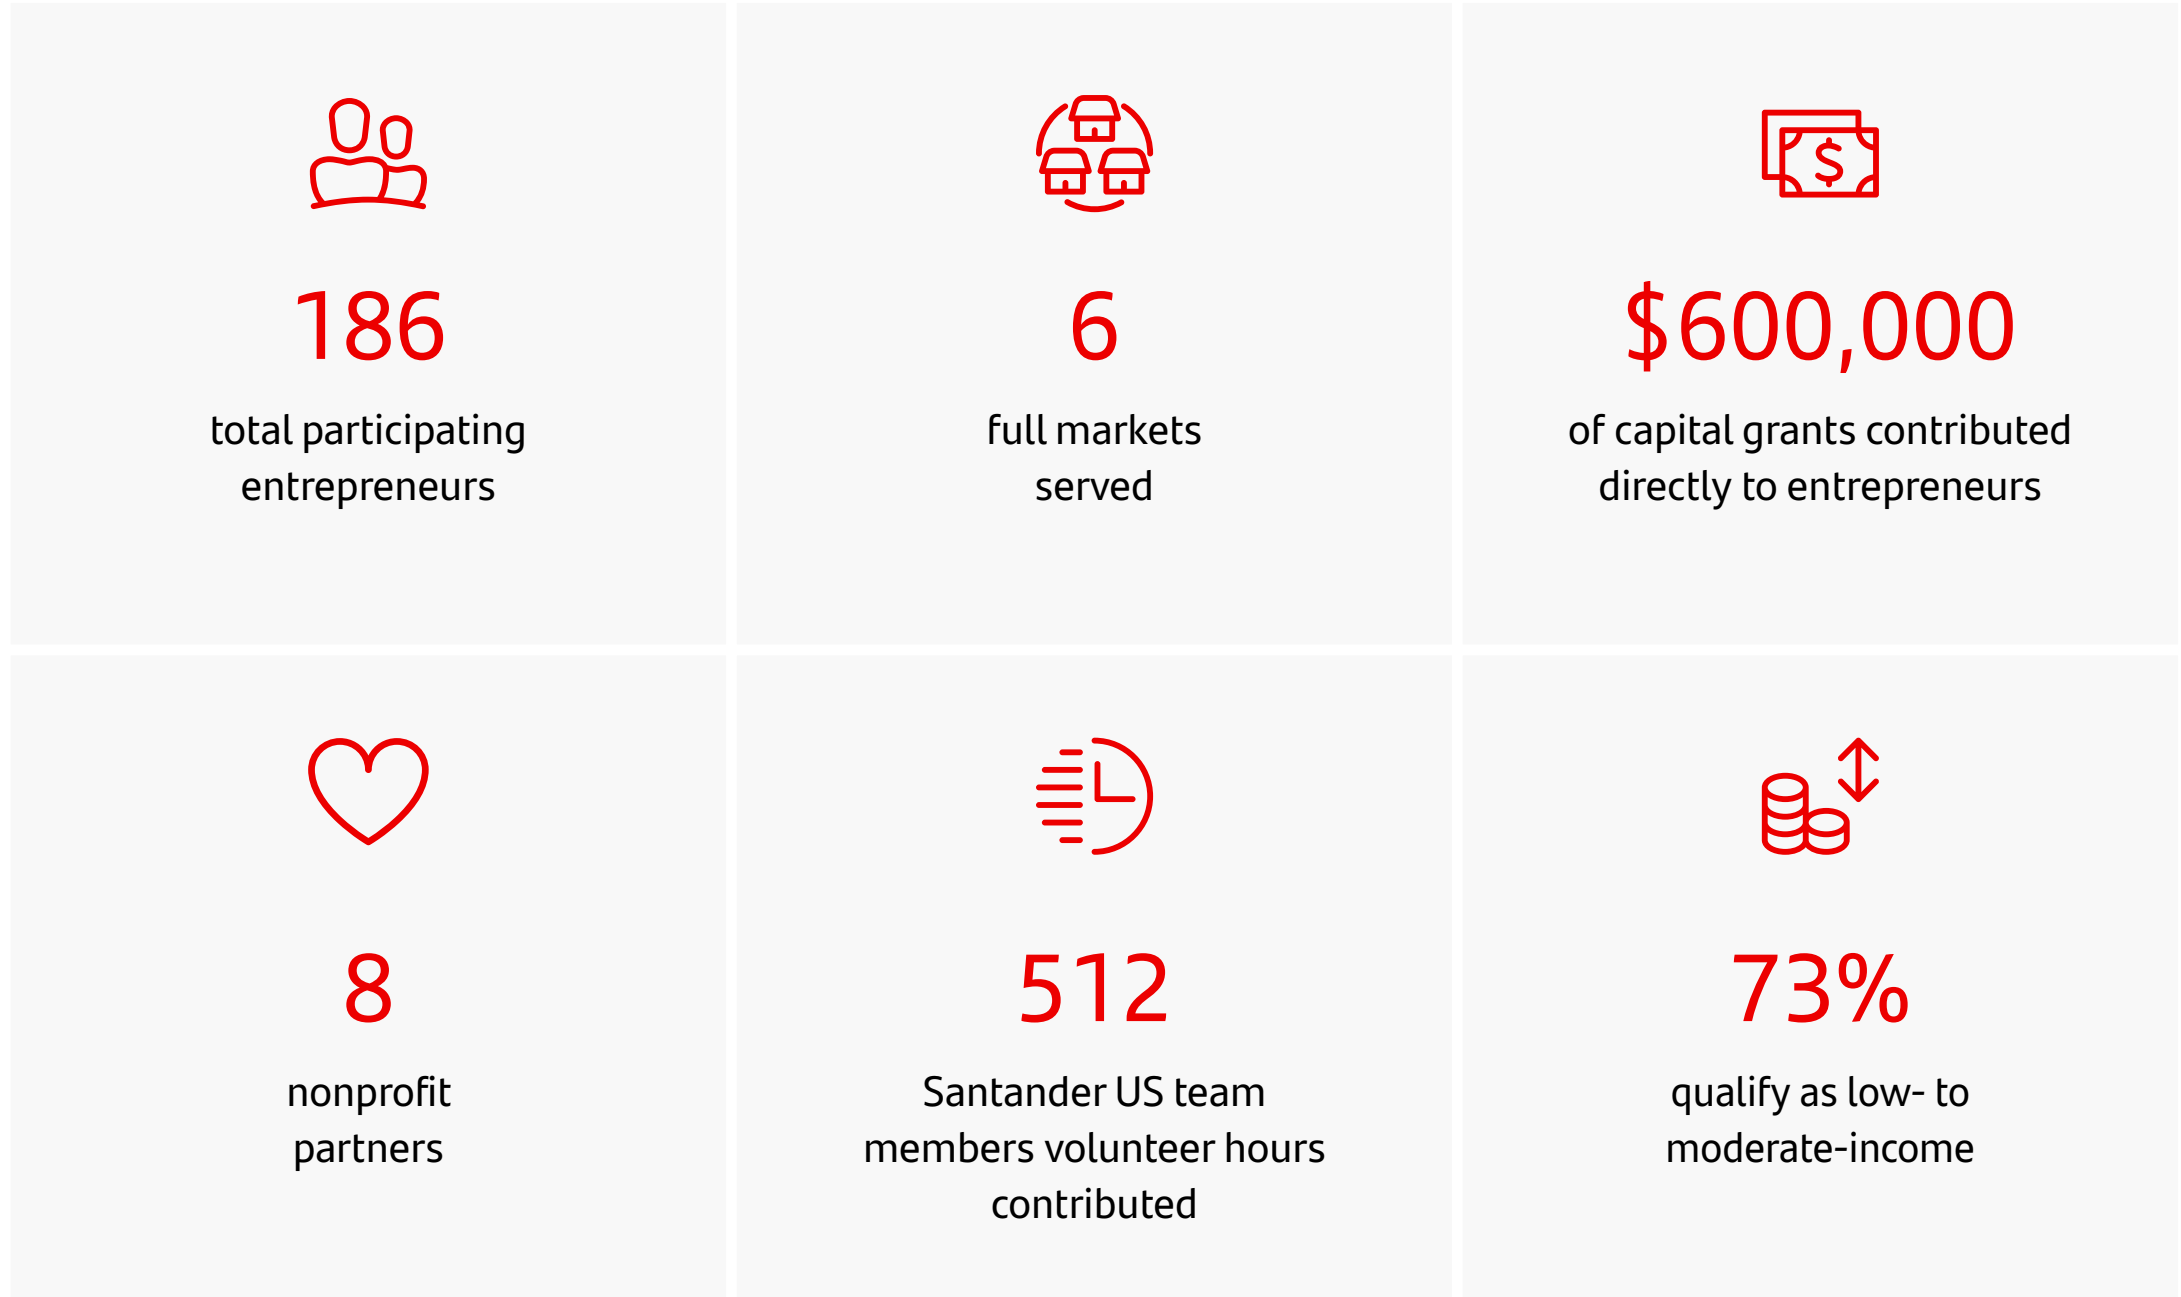 186
total participating
entrepreneurs
6
full markets
served
$600,000
of capital grants contributed
directly to entrepreneurs
8
nonprofit
partners
512
Santander US team
members volunteer hours
contributed
73%
qualify as low- to
moderate-income